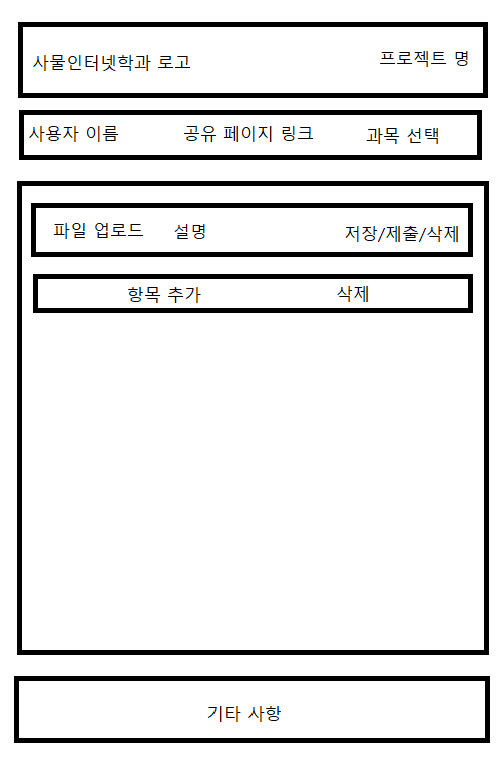 사물인터넷학과 로고 프로젝트 명
사용자 이름 공유 페이지 링크 과목 선택
파일 업로드 설명 저장/제출/삭제
항목 추가 삭제
기타 사항